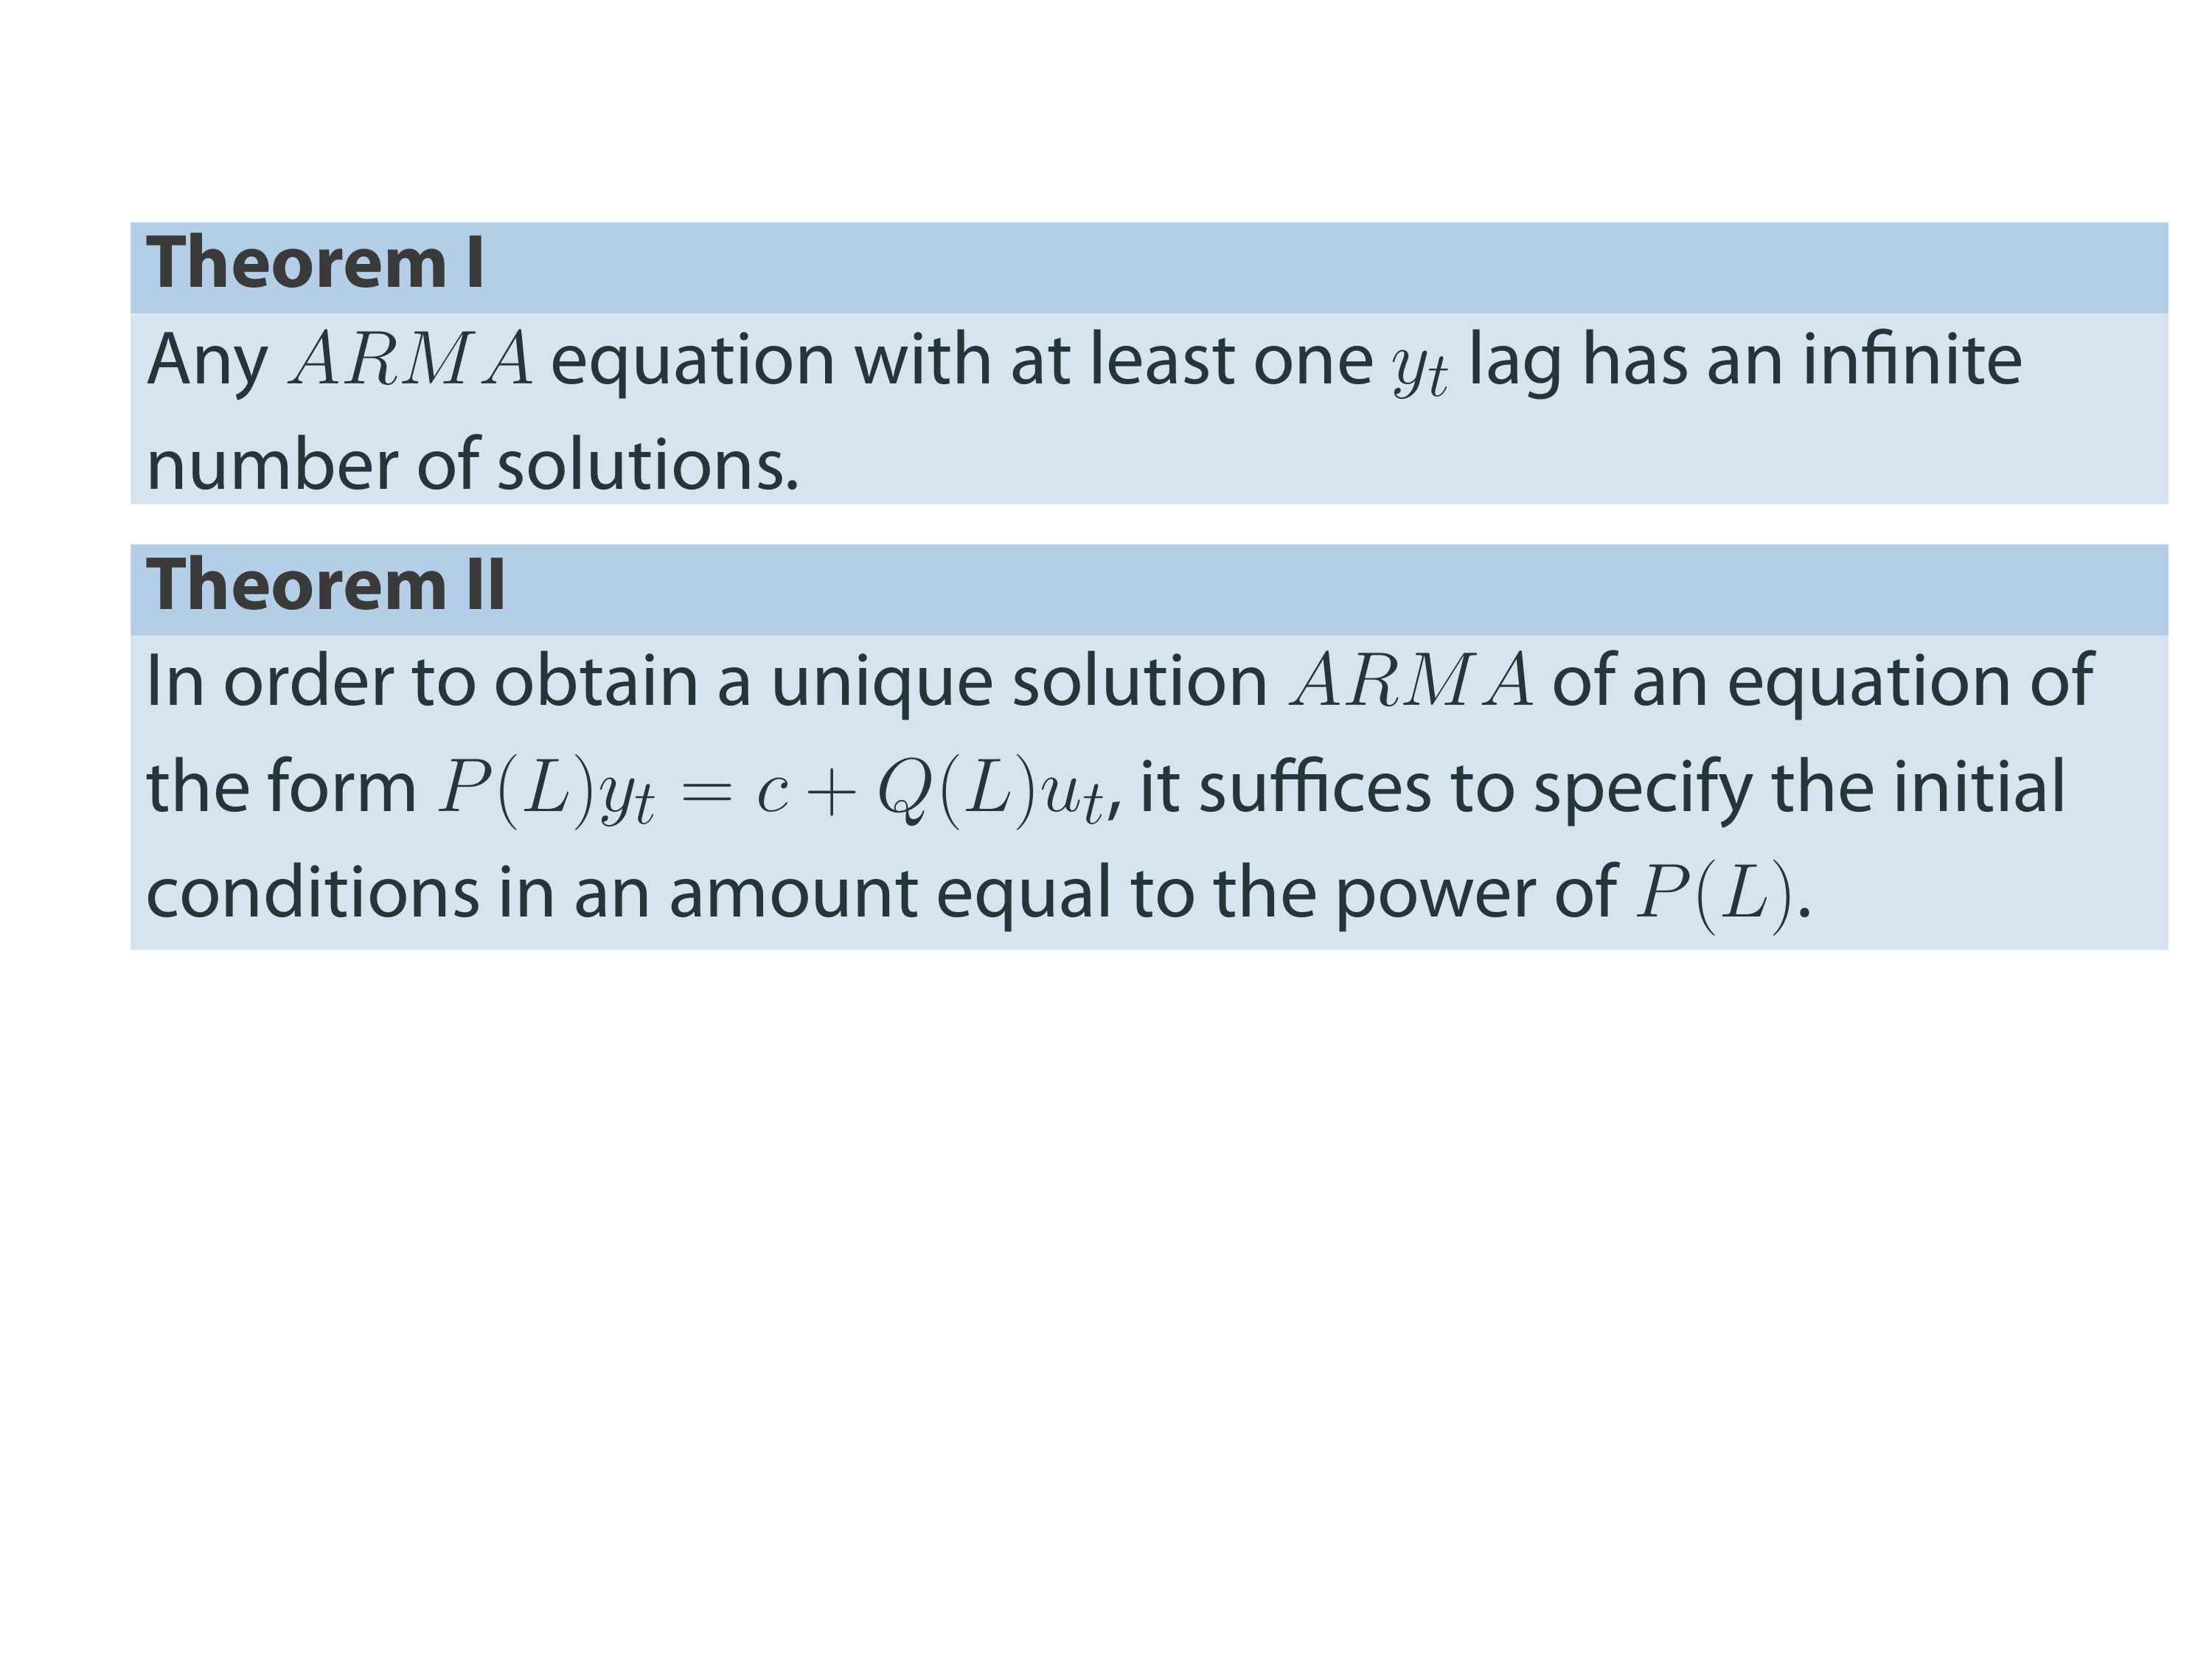 Theorem I
Any $ARMA$ equation with at least one $y_t$ lag has an infinite
number of solutions.
Theorem II
In order to obtain a unique solution $ARMA$ of an equation of
the form $P(L)y_t = c + Q(L)u_t$, it suffices to specify the initial
conditions in an amount equal to the power of $P(L)$.